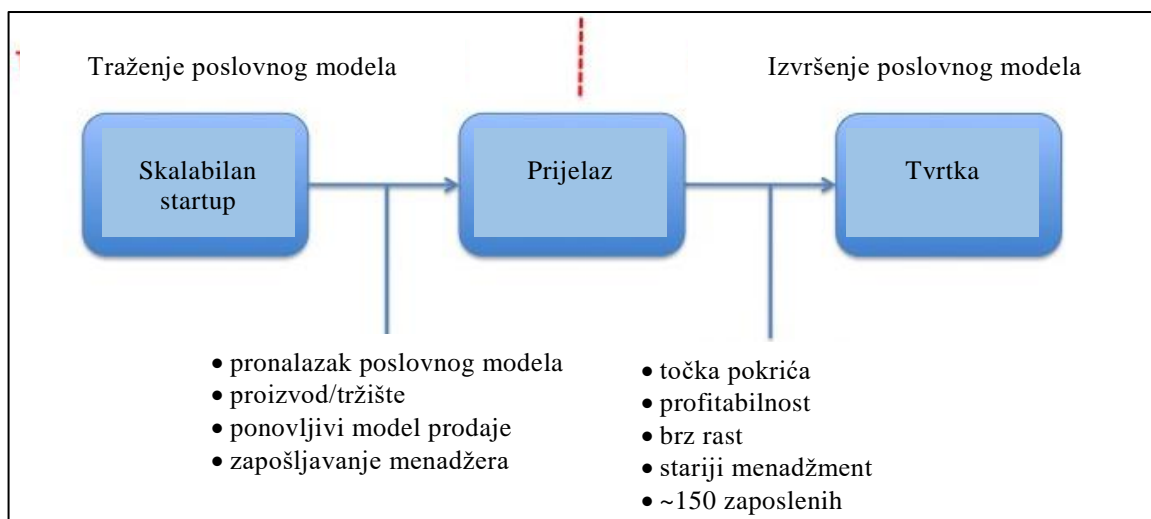 Traženje poslovnog modela
Izvršenje poslovnog modela
Skalabilan
startup
Prijelaz
Tvrtka
• pronalazak poslovnog modela
• proizvod/tržište
• ponovljivi model prodaje
• zapošljavanje menadžera
• točka pokrića
• profitabilnost
• brz rast
• stariji menadžment
• ~150 zaposlenih